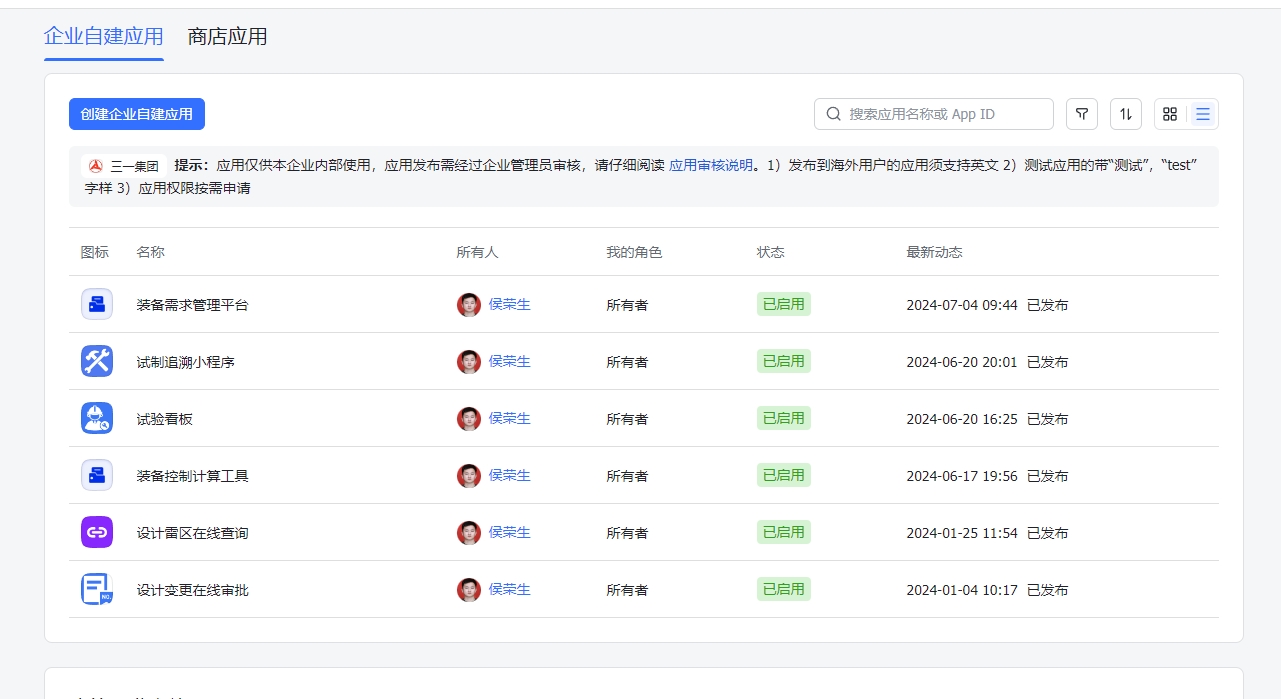 企业自建应用 商店应用
创建企业自建应用 搜索应用名称或 App ID
三一集团 提示：应用仅供本企业内部使用，应用发布需经过企业管理员审核，请仔细阅读 应用审核说明。1）发布到海外用户的应用须支持英文 2）测试应用的带“测试”，“test”
字样 3）应用权限按需申请
图标 名称 所有人 我的角色 状态 最新动态
装备需求管理平台 侯荣生 所有者 已启用 2024-07-04 09:44 已发布
试制追溯小程序 侯荣生 所有者 已启用 2024-06-20 20:01 已发布
试验看板 侯荣生 所有者 已启用 2024-06-20 16:25 已发布
装备控制计算工具 侯荣生 所有者 已启用 2024-06-17 19:56 已发布
设计雷区在线查询 侯荣生 所有者 已启用 2024-01-25 11:54 已发布
NO. 设计变更在线审批 侯荣生 所有者 已启用 2024-01-04 10:17 已发布